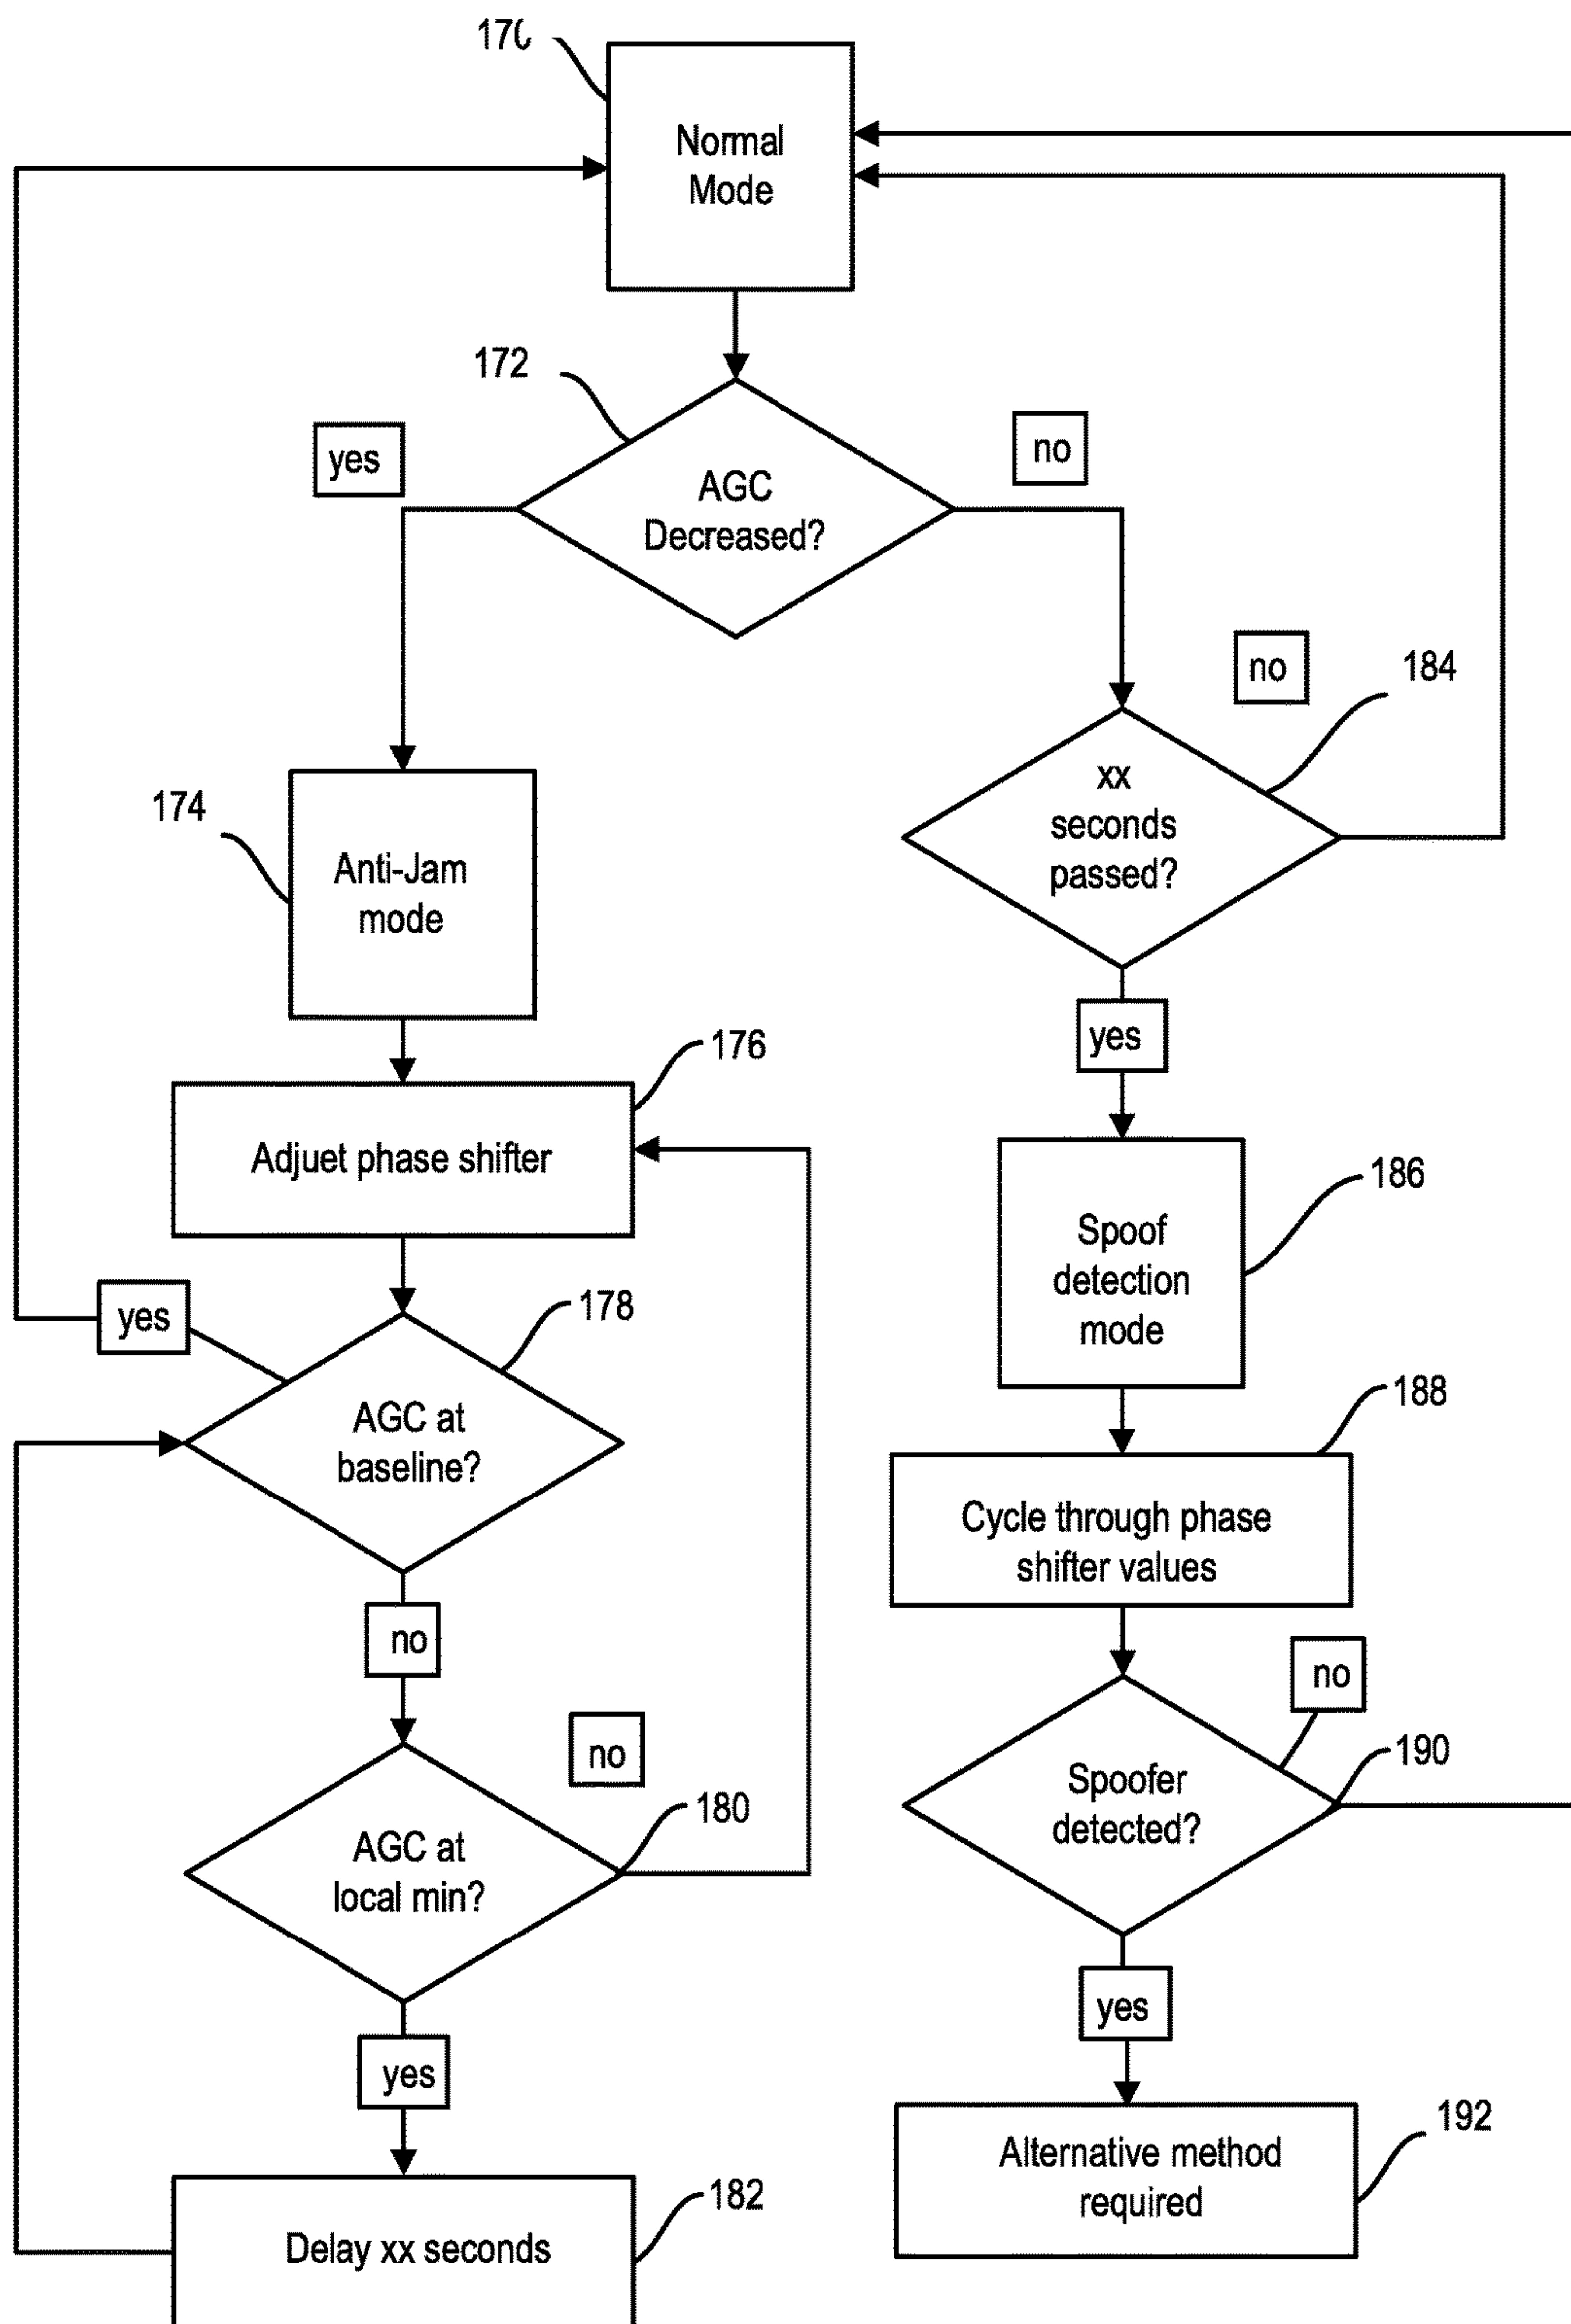 170
Normal
Mode
172
yes
no
AGC
Decreased?
no
184
xx
seconds
passed?
174
Anti-Jam
mode
yes
176
Adjuet phase shifter
186
Spoof
detection
mode
yes
178
AGC at
baseline?
188
Cycle through phase
shifter values
no
no
no
180
AGC at
local min?
190
Spoofer
detected?
yes
yes
192
Alternative method
required
182
Delay xx seconds